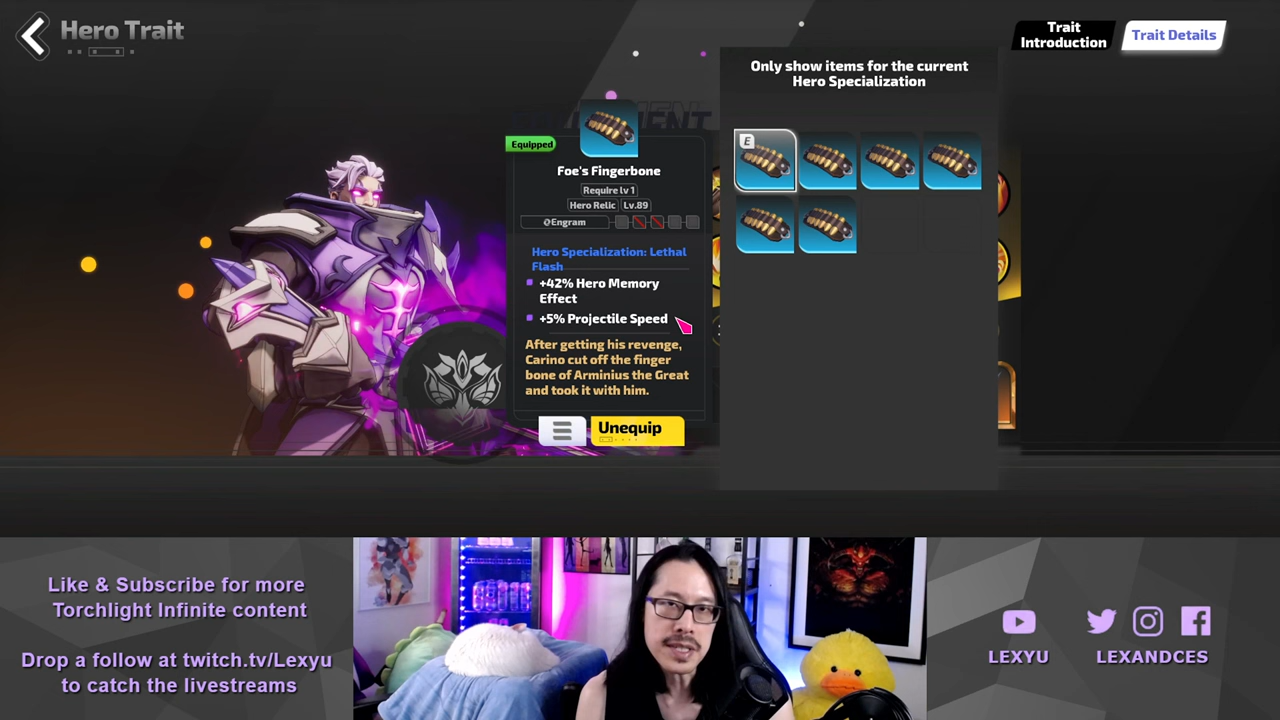 Hero Trait
Trait
Introduction
Trait Details
Only show items for the current
Hero Specialization
E
Equipped
Foe's Fingerbone
Require lv 1
Hero Relic
Lv.89
Engram
Hero Specialization: Lethal
Flash
+42% Hero Memory
Effect
+5% Projectile Speed
After getting his revenge,
Carino cut off the finger
bone of Arminius the Great
and took it with him.
Unequip
Like & Subscribe for more
Torchlight Infinite content
Drop a follow at twitch.tv/Lexyu
to catch the livestreams
LEXYU
LEXANDCES